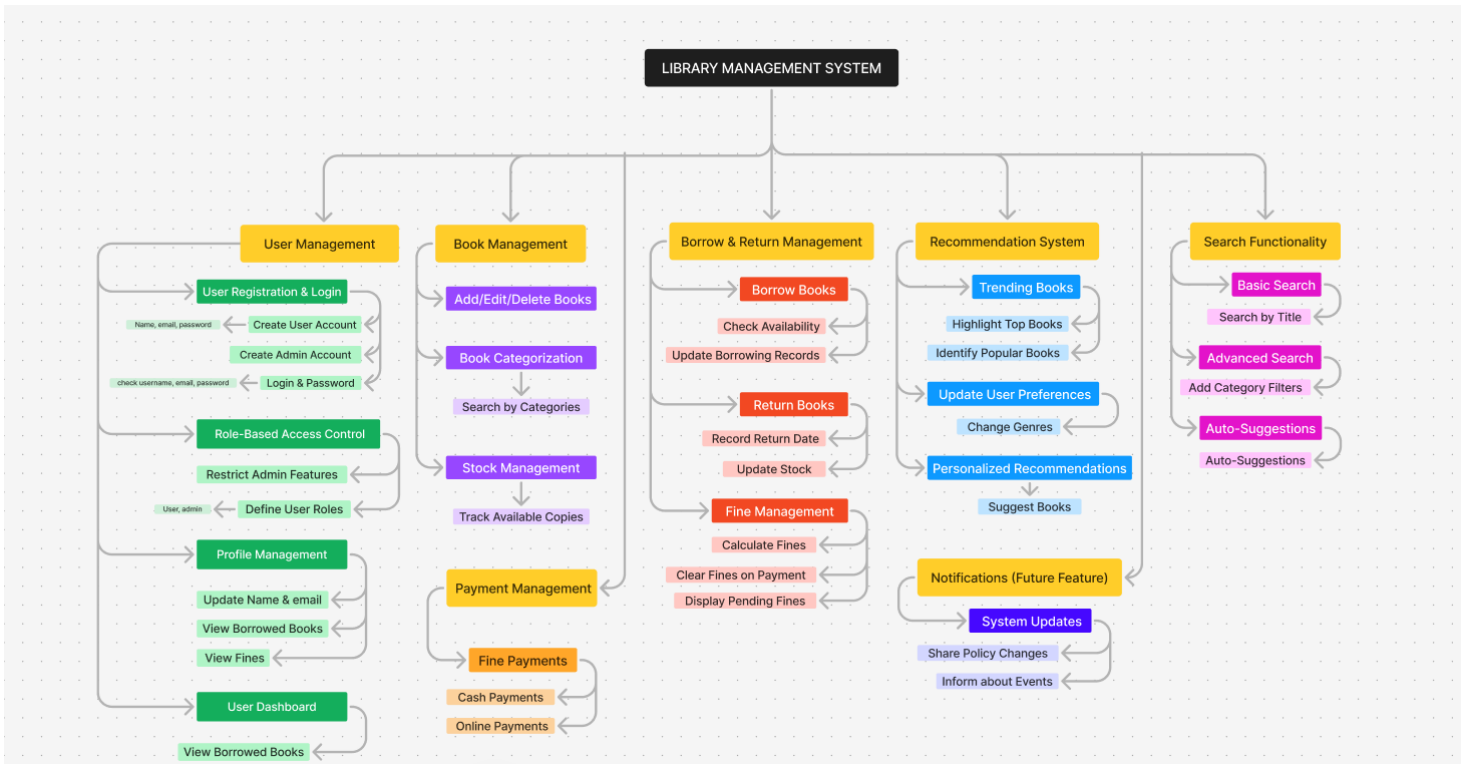 LIBRARY MANAGEMENT SYSTEM
User Management
User Registration & Login
Create User Account
Name, email, password
Create Admin Account
Login & Password
check username, email, password
Role-Based Access Control
Restrict Admin Features
Define User Roles
User, admin
Profile Management
Update Name & email
View Borrowed Books
View Fines
User Dashboard
View Borrowed Books
Book Management
Add/Edit/Delete Books
Book Categorization
Search by Categories
Stock Management
Track Available Copies
Payment Management
Fine Payments
Cash Payments
Online Payments
Borrow & Return Management
Borrow Books
Check Availability
Update Borrowing Records
Return Books
Record Return Date
Update Stock
Fine Management
Calculate Fines
Clear Fines on Payment
Display Pending Fines
Recommendation System
Trending Books
Highlight Top Books
Identify Popular Books
Update User Preferences
Change Genres
Personalized Recommendations
Suggest Books
Notifications (Future Feature)
System Updates
Share Policy Changes
Inform about Events
Search Functionality
Basic Search
Search by Title
Advanced Search
Add Category Filters
Auto-Suggestions
Auto-Suggestions